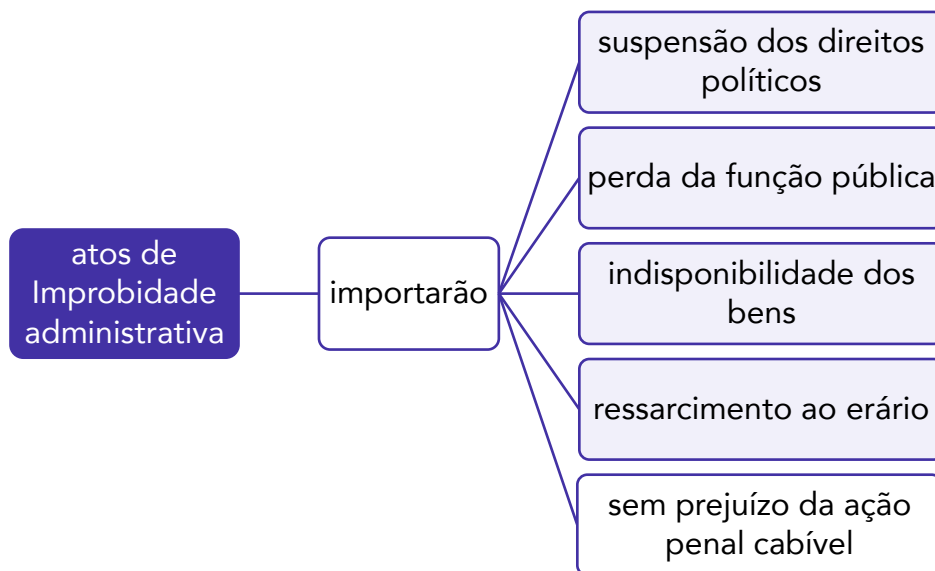 atos de
Improbidade
administrativa
importarão
suspensão dos direitos
políticos
perda da função pública
indisponibilidade dos
bens
ressarcimento ao erário
sem prejuízo da ação
penal cabível